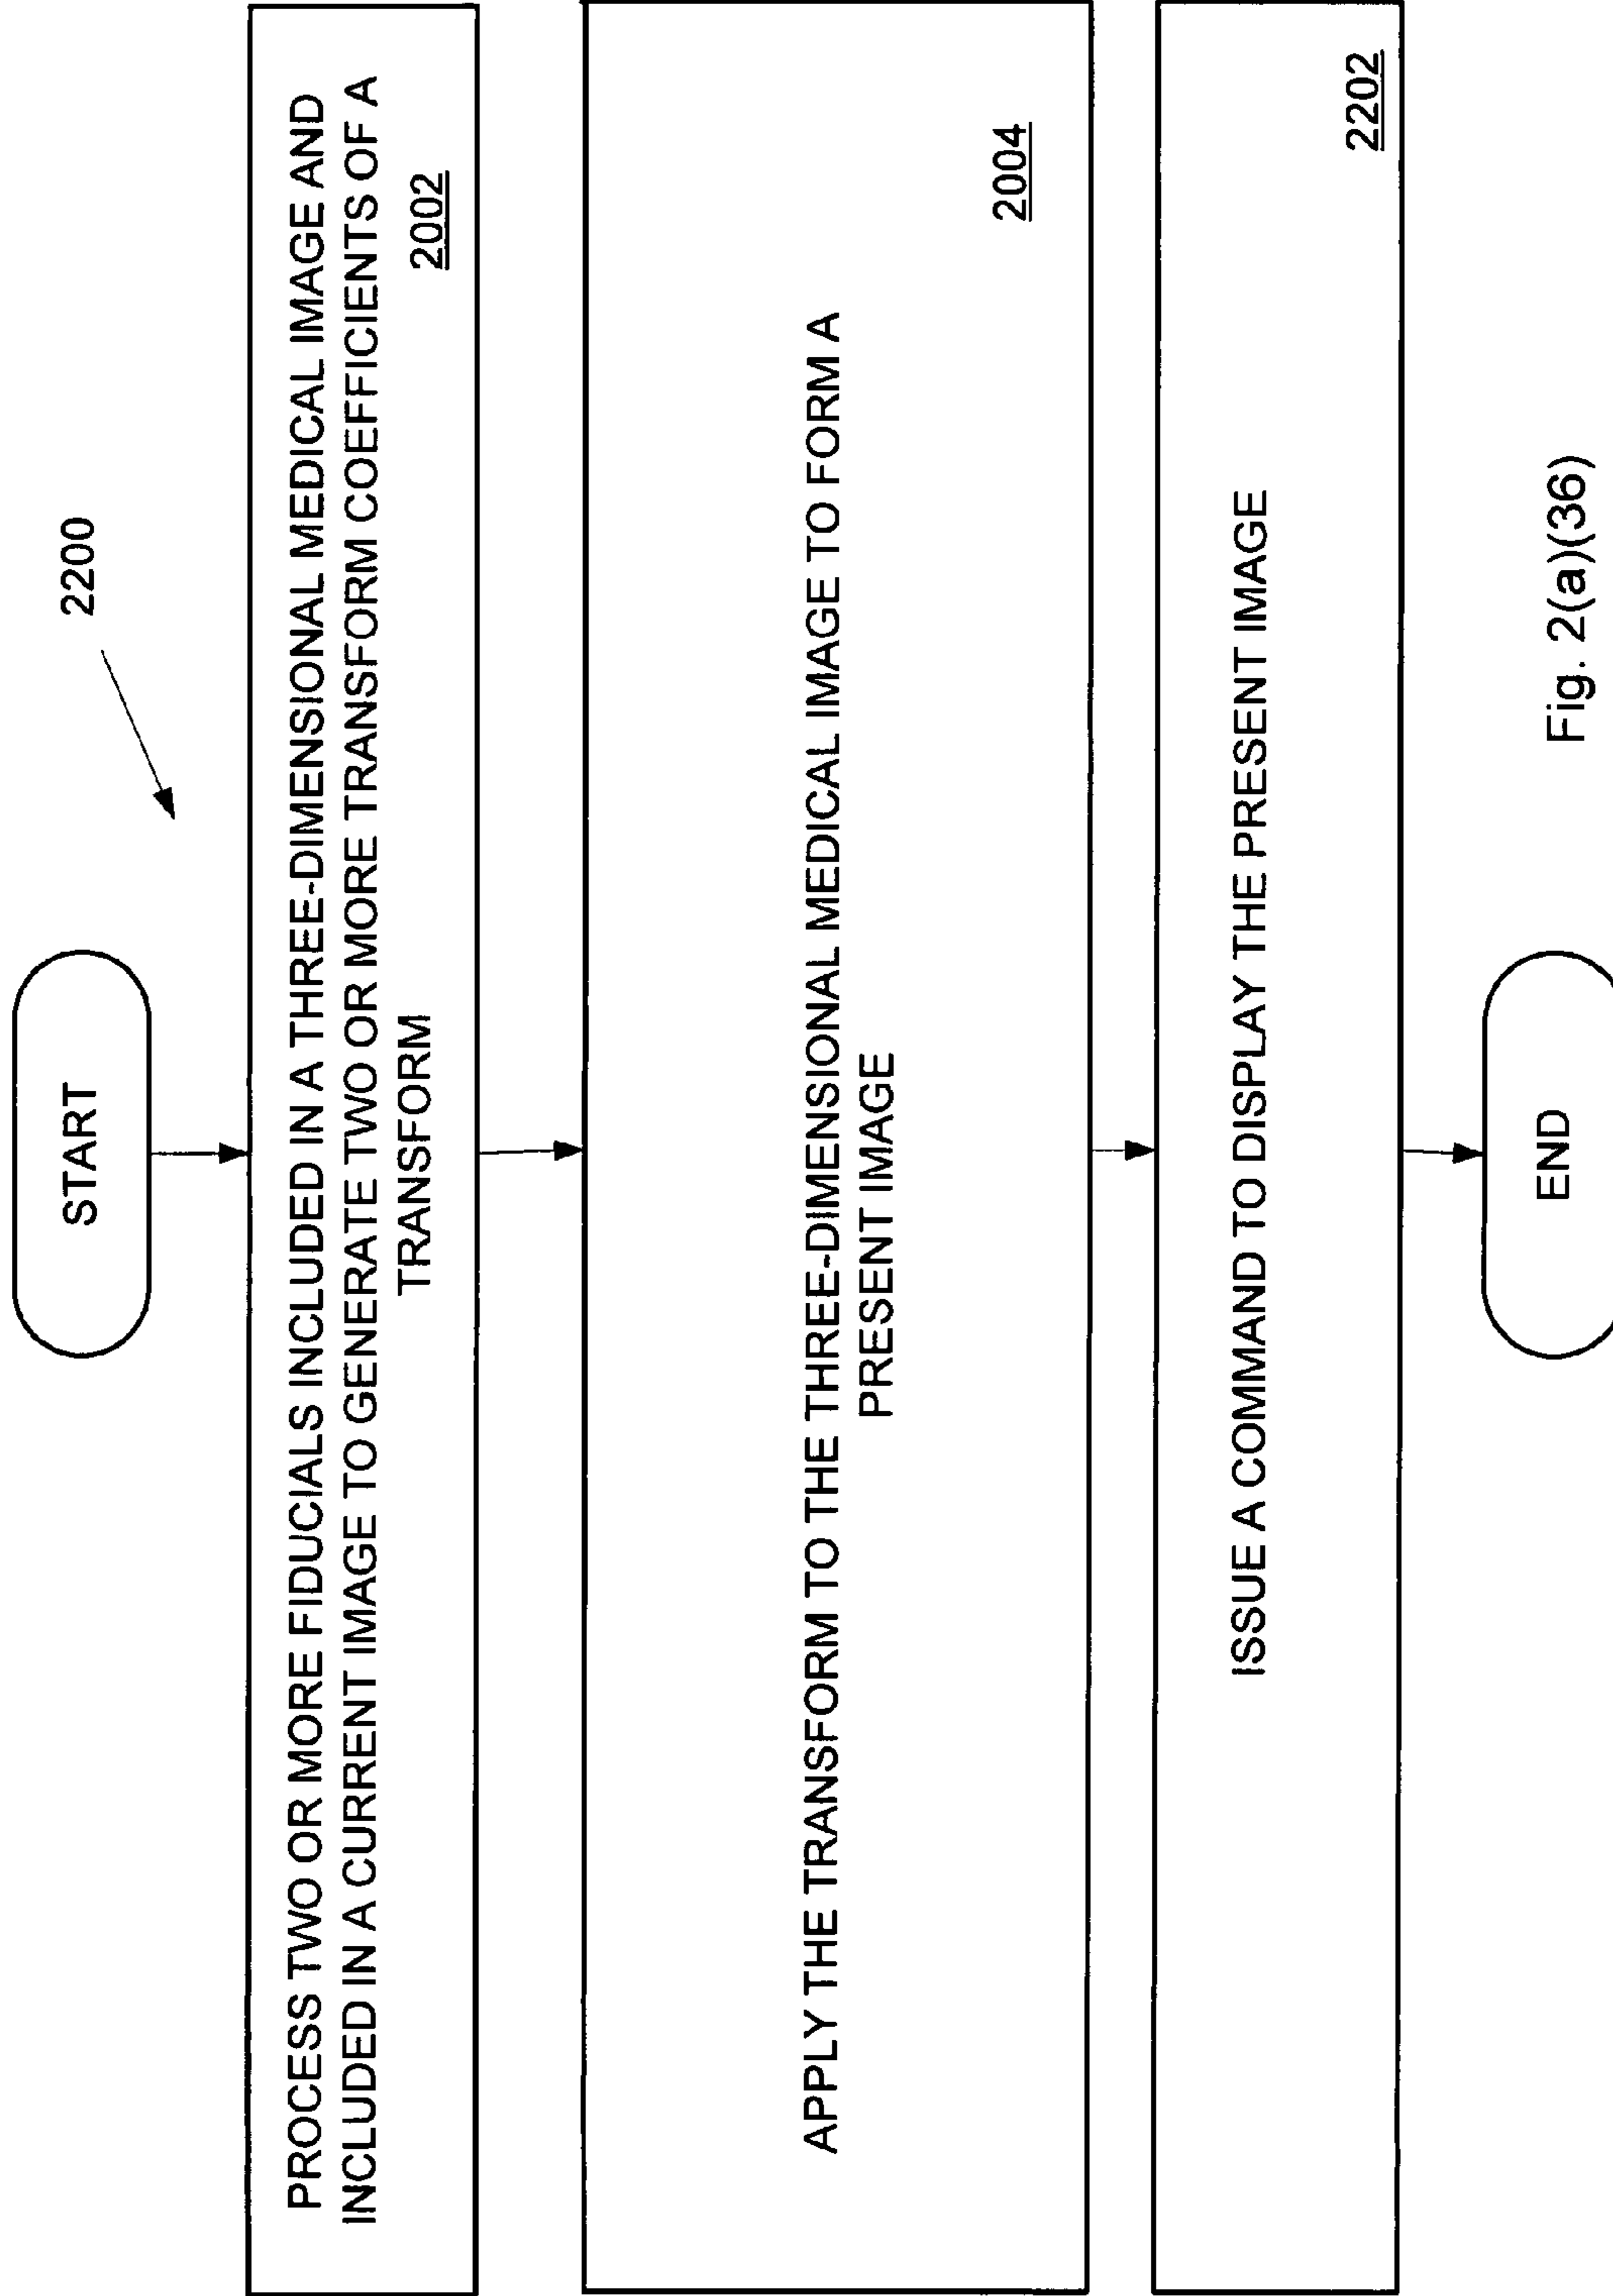 2200
START
PROCESS TWO OR MORE FIDUCIALS INCLUDED IN A THREE-DIMENSIONAL MEDICAL IMAGE AND
INCLUDED IN A CURRENT IMAGE TO GENERATE TWO OR MORE TRANSFORM COEFFICIENTS OF A
TRANSFORM
2002
APPLY THE TRANSFORM TO THE THREE-DIMENSIONAL MEDICAL IMAGE TO FORM A
PRESENT IMAGE
2004
ISSUE A COMMAND TO DISPLAY THE PRESENT IMAGE
2202
END
Fig. 2(a)(36)